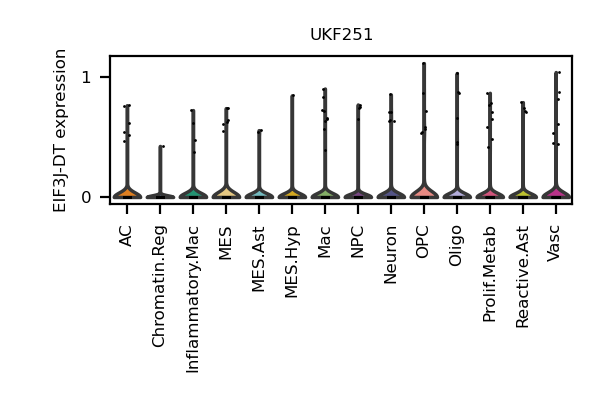 UKF251
EIF3J-DT expression
1
0
AC
Chromatin.Reg
Inflammatory.Mac
MES
MES.Ast
MES.Hyp
Mac
NPC
Neuron
OPC
Oligo
Prolif.Metab
Reactive.Ast
Vasc